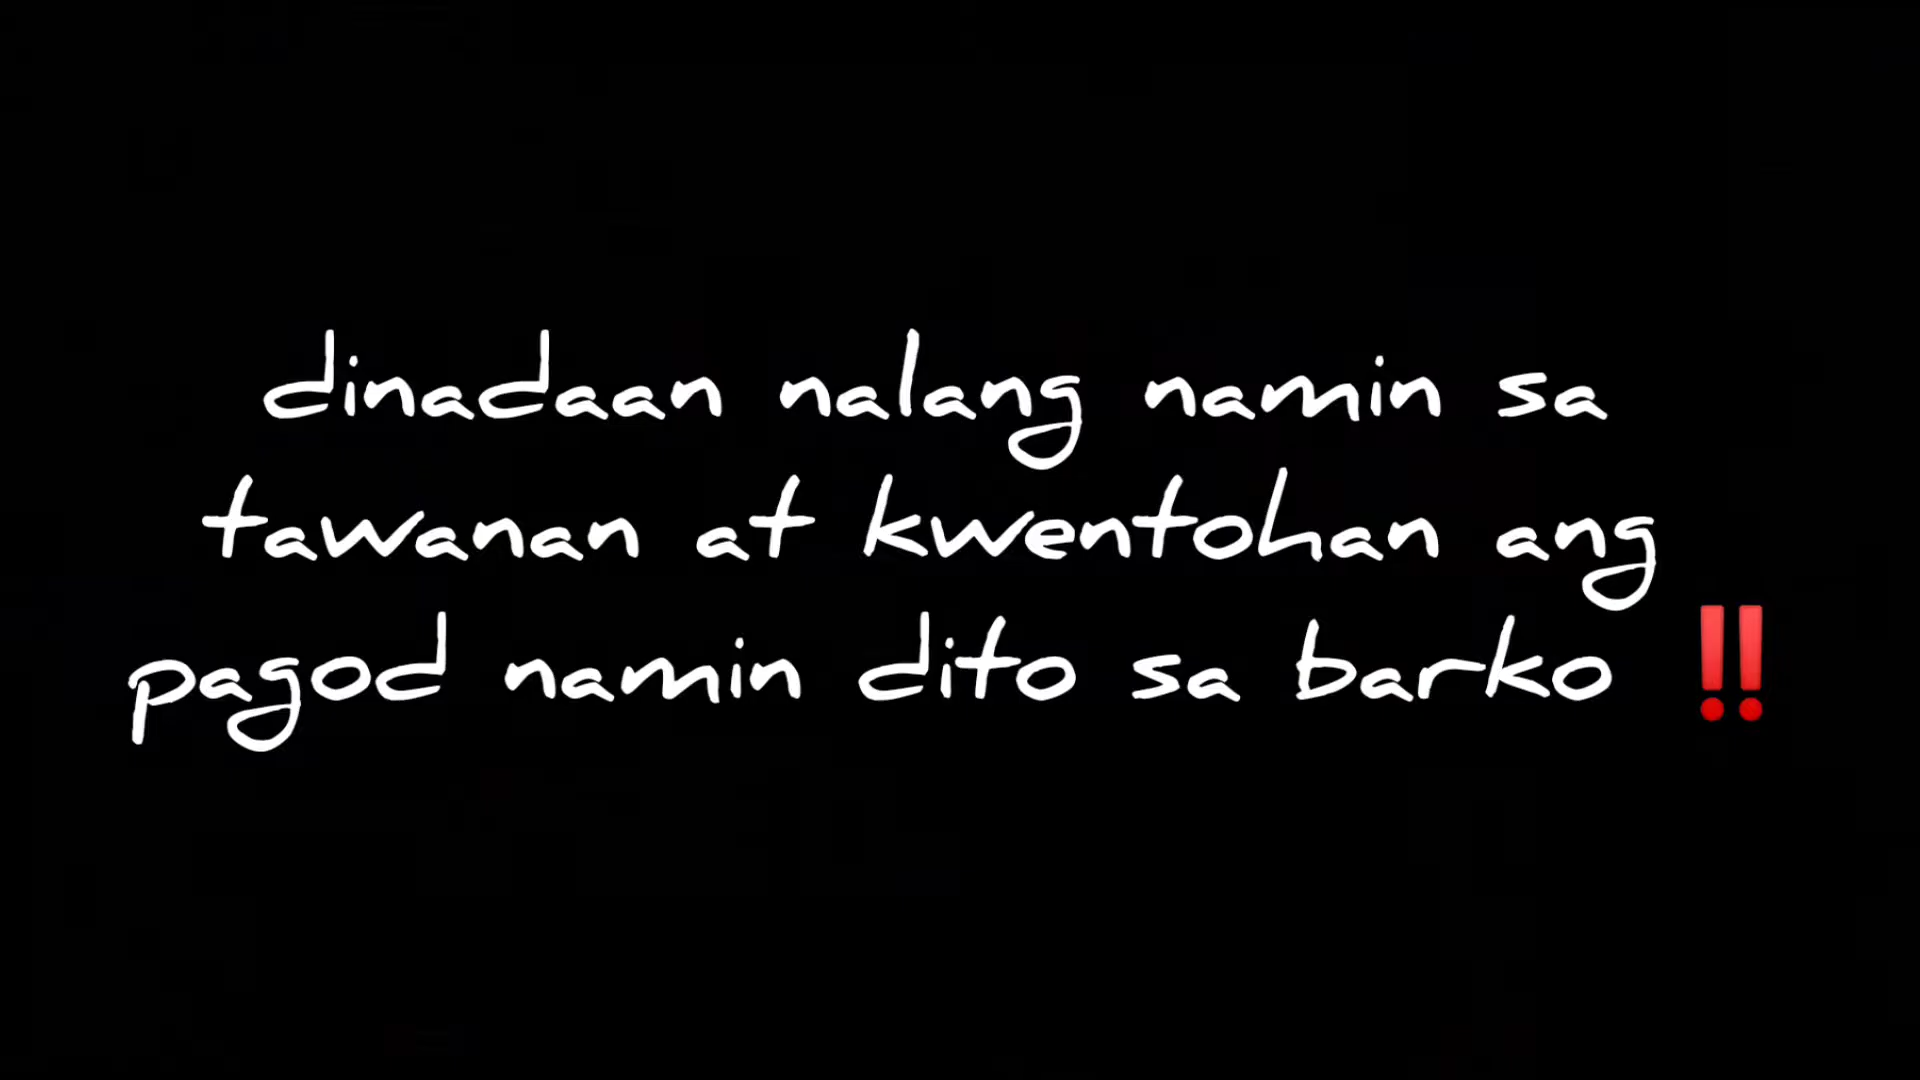 dinadaan nalang namin sa
tawanan at kwentohan ang
pagod namin dito sa barko ‼️